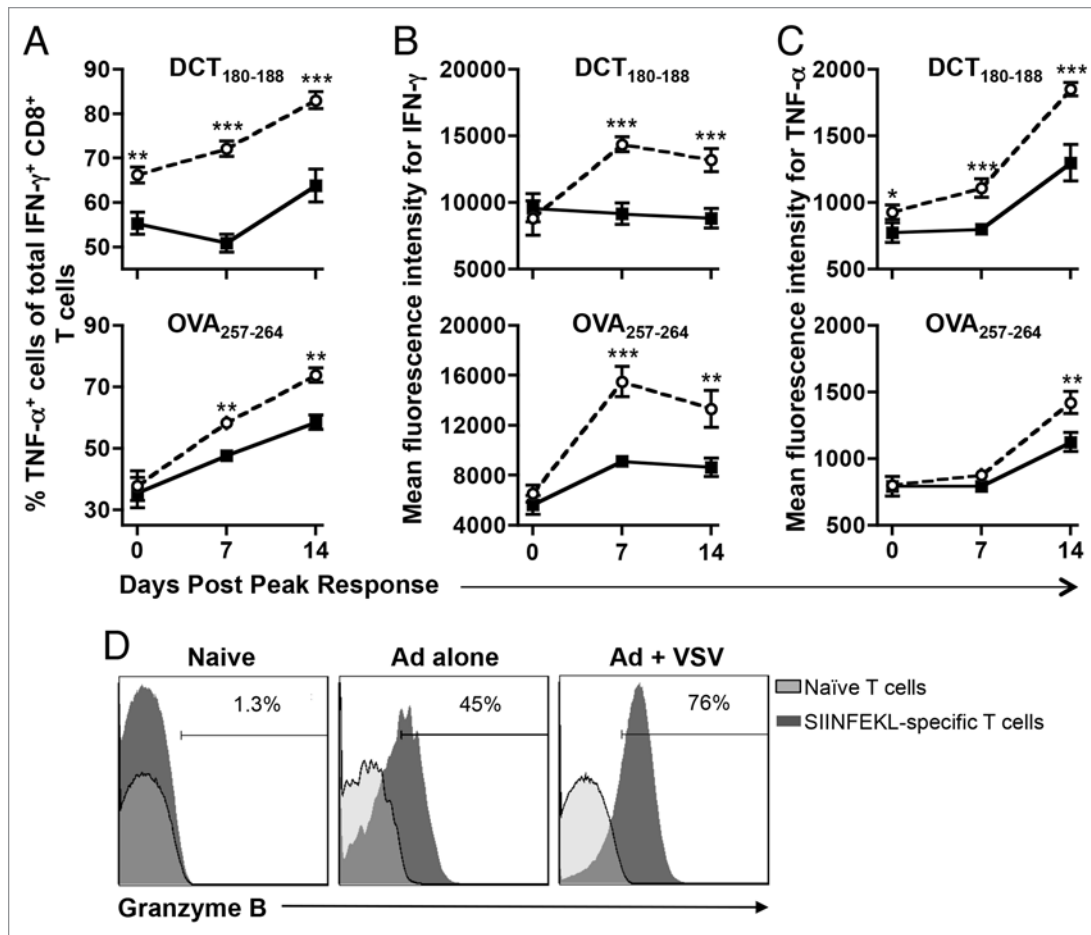 A
B
C
% TNF-α⁺ cells of total IFN-γ⁺ CD8⁺
T cells
DCT₁₈₀₋₁₈₈
90
80
70
60
50
**
***
***
OVA₂₅₇₋₂₆₄
90
70
50
30
**
**
0 7 14
Mean fluorescence intensity for IFN-γ
DCT₁₈₀₋₁₈₈
20000
17000
14000
11000
8000
5000
***
***
OVA₂₅₇₋₂₆₄
20000
16000
12000
8000
4000
***
**
0 7 14
Mean fluorescence intensity for TNF-α
DCT₁₈₀₋₁₈₈
2000
1500
1000
500
*
***
***
OVA₂₅₇₋₂₆₄
2000
1500
1000
500
**
0 7 14
Days Post Peak Response
D
Naive
Ad alone
Ad + VSV
1.3%
45%
76%
Naïve T cells
SIINFEKL-specific T cells
Granzyme B